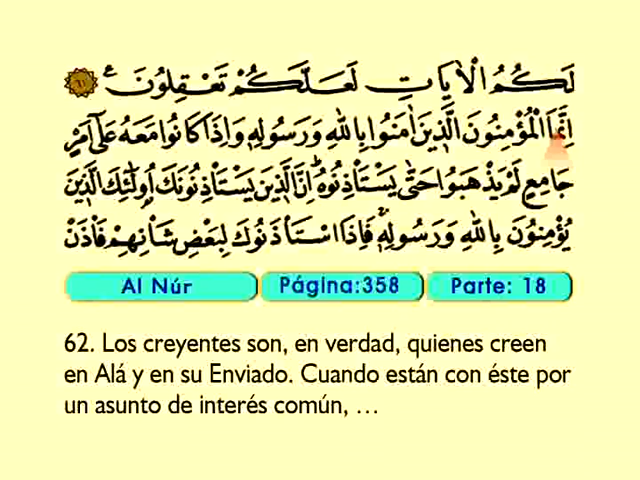 لَكُمُ الْآيَاتِ لَعَلَّكُمْ تَعْقِلُونَ ٦١
إِنَّمَا الْمُؤْمِنُونَ الَّذِينَ آمَنُوا بِاللَّهِ وَرَسُولِهِ وَإِذَا كَانُوا مَعَهُ عَلَىٰ أَمْرٍ
جَامِعٍ لَمْ يَذْهَبُوا حَتَّىٰ يَسْتَأْذِنُوهُ إِنَّ الَّذِينَ يَسْتَأْذِنُونَكَ أُولَٰئِكَ الَّذِينَ
يُؤْمِنُونَ بِاللَّهِ وَرَسُولِهِ فَإِذَا اسْتَأْذَنُوكَ لِبَعْضِ شَأْنِهِمْ فَأْذَنْ
Al Núr Página:358 Parte: 18
62. Los creyentes son, en verdad, quienes creen
en Alá y en su Enviado. Cuando están con éste por
un asunto de interés común, …